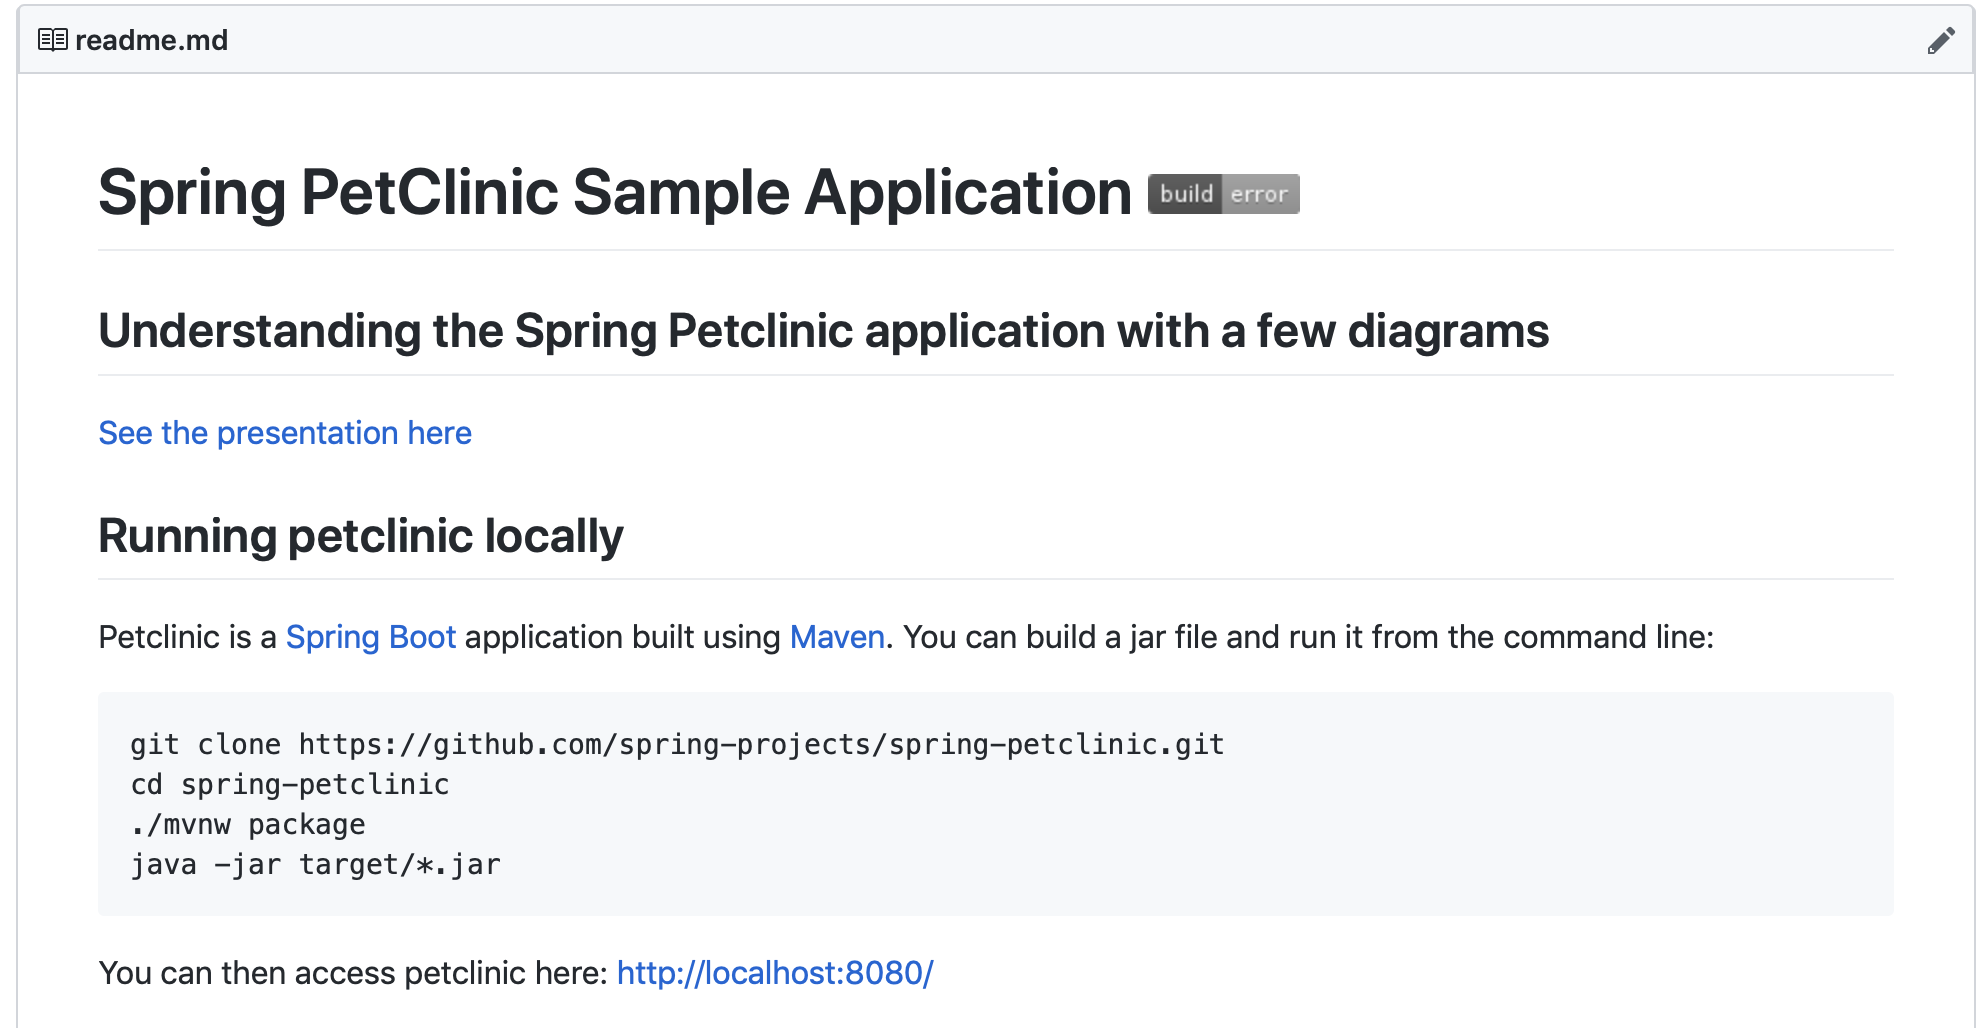 readme.md
Spring PetClinic Sample Application build error
Understanding the Spring Petclinic application with a few diagrams
See the presentation here
Running petclinic locally
Petclinic is a Spring Boot application built using Maven. You can build a jar file and run it from the command line:
git clone https://github.com/spring-projects/spring-petclinic.git
cd spring-petclinic
./mvnw package
java -jar target/*.jar
You can then access petclinic here: http://localhost:8080/